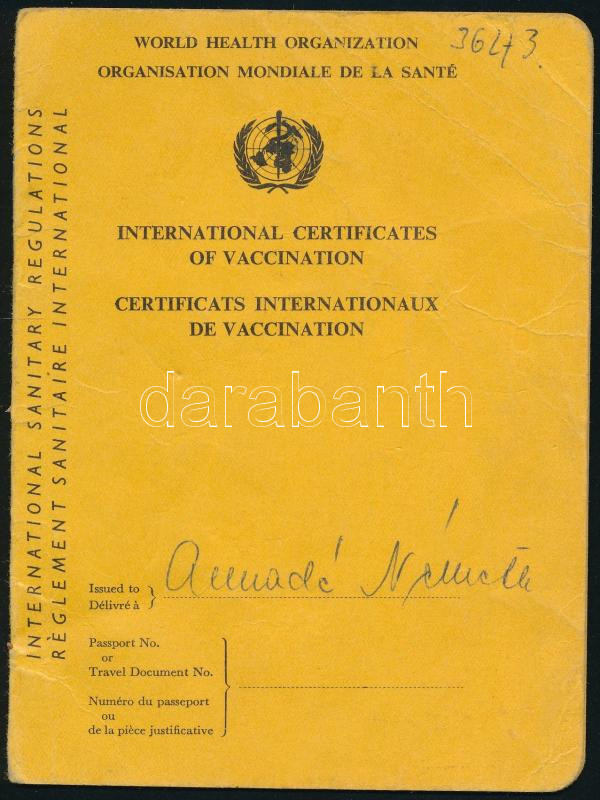 WORLD HEALTH ORGANIZATION
3643.
ORGANISATION MONDIALE DE LA SANTÉ
INTERNATIONAL SANITARY REGULATIONS
RÈGLEMENT SANITAIRE INTERNATIONAL
INTERNATIONAL CERTIFICATES
OF VACCINATION
CERTIFICATS INTERNATIONAUX
DE VACCINATION
darabanth
Issued to
Délivré à
Amadé Németh
Passport No.
or
Travel Document No.
Numéro du passeport
ou
de la pièce justificative